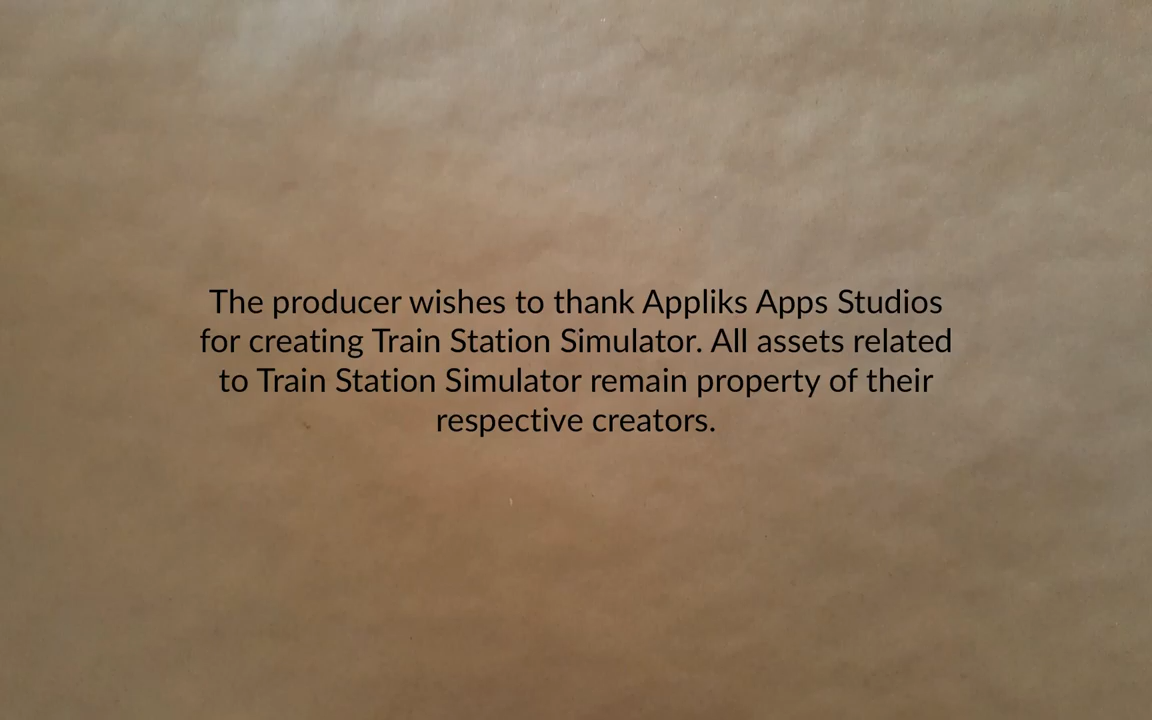 The producer wishes to thank Appliks Apps Studios
for creating Train Station Simulator. All assets related
to Train Station Simulator remain property of their
respective creators.